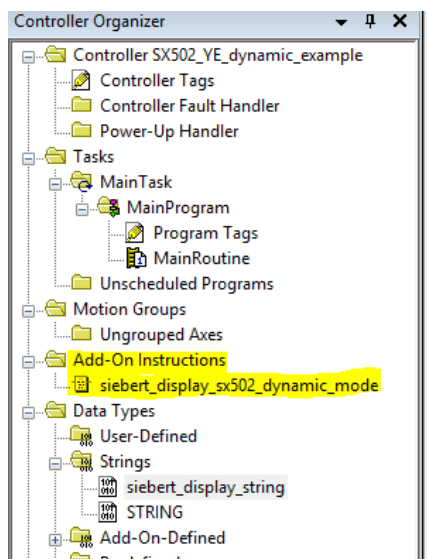 Controller Organizer
Controller SX502_YE_dynamic_example
Controller Tags
Controller Fault Handler
Power-Up Handler
Tasks
MainTask
MainProgram
Program Tags
MainRoutine
Unscheduled Programs
Motion Groups
Ungrouped Axes
Add-On Instructions
siebert_display_sx502_dynamic_mode
Data Types
User-Defined
Strings
siebert_display_string
STRING
Add-On-Defined